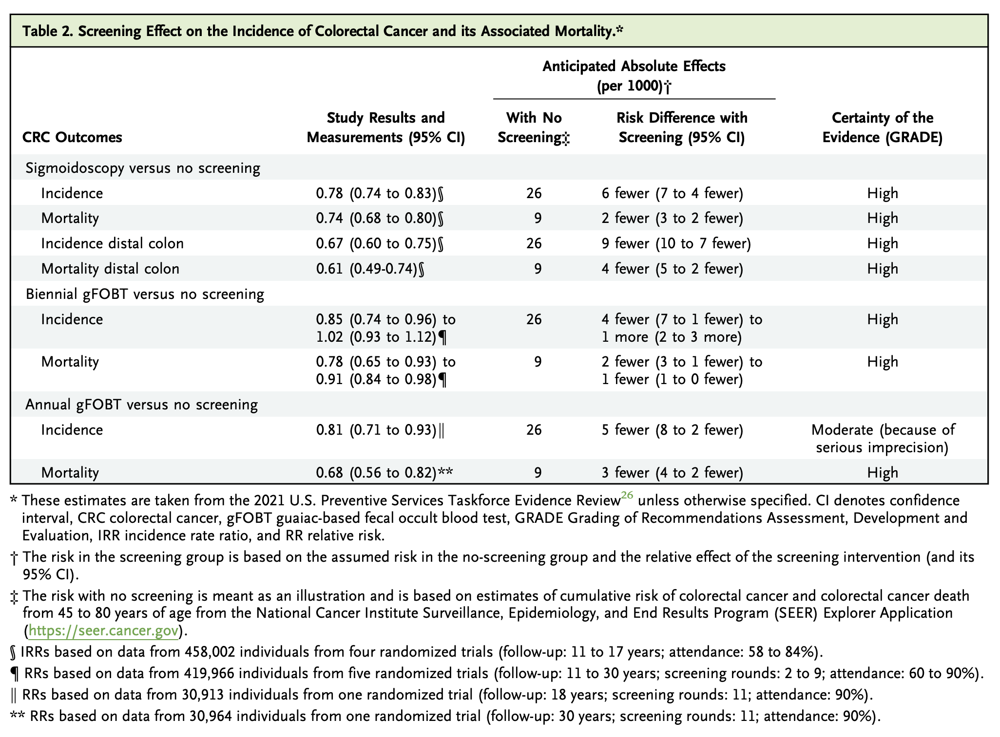 Table 2. Screening Effect on the Incidence of Colorectal Cancer and its Associated Mortality.*
Anticipated Absolute Effects
(per 1000)†
Study Results and With No Risk Difference with Certainty of the
CRC Outcomes Measurements (95% CI) Screening‡ Screening (95% CI) Evidence (GRADE)
Sigmoidoscopy versus no screening
Incidence 0.78 (0.74 to 0.83)§ 26 6 fewer (7 to 4 fewer) High
Mortality 0.74 (0.68 to 0.80)§ 9 2 fewer (3 to 2 fewer) High
Incidence distal colon 0.67 (0.60 to 0.75)§ 26 9 fewer (10 to 7 fewer) High
Mortality distal colon 0.61 (0.49-0.74)§ 9 4 fewer (5 to 2 fewer) High
Biennial gFOBT versus no screening
Incidence 0.85 (0.74 to 0.96) to 26 4 fewer (7 to 1 fewer) to High
1.02 (0.93 to 1.12)¶ 1 more (2 to 3 more)
Mortality 0.78 (0.65 to 0.93) to 9 2 fewer (3 to 1 fewer) to High
0.91 (0.84 to 0.98)¶ 1 fewer (1 to 0 fewer)
Annual gFOBT versus no screening
Incidence 0.81 (0.71 to 0.93)‖ 26 5 fewer (8 to 2 fewer) Moderate (because of
serious imprecision)
Mortality 0.68 (0.56 to 0.82)** 9 3 fewer (4 to 2 fewer) High
* These estimates are taken from the 2021 U.S. Preventive Services Taskforce Evidence Review26 unless otherwise specified. CI denotes confidence
interval, CRC colorectal cancer, gFOBT guaiac-based fecal occult blood test, GRADE Grading of Recommendations Assessment, Development and
Evaluation, IRR incidence rate ratio, and RR relative risk.
† The risk in the screening group is based on the assumed risk in the no-screening group and the relative effect of the screening intervention (and its
95% CI).
‡ The risk with no screening is meant as an illustration and is based on estimates of cumulative risk of colorectal cancer and colorectal cancer death
from 45 to 80 years of age from the National Cancer Institute Surveillance, Epidemiology, and End Results Program (SEER) Explorer Application
(https://seer.cancer.gov).
§ IRRs based on data from 458,002 individuals from four randomized trials (follow-up: 11 to 17 years; attendance: 58 to 84%).
¶ RRs based on data from 419,966 individuals from five randomized trials (follow-up: 11 to 30 years; screening rounds: 2 to 9; attendance: 60 to 90%).
‖ RRs based on data from 30,913 individuals from one randomized trial (follow-up: 18 years; screening rounds: 11; attendance: 90%).
** RRs based on data from 30,964 individuals from one randomized trial (follow-up: 30 years; screening rounds: 11; attendance: 90%).